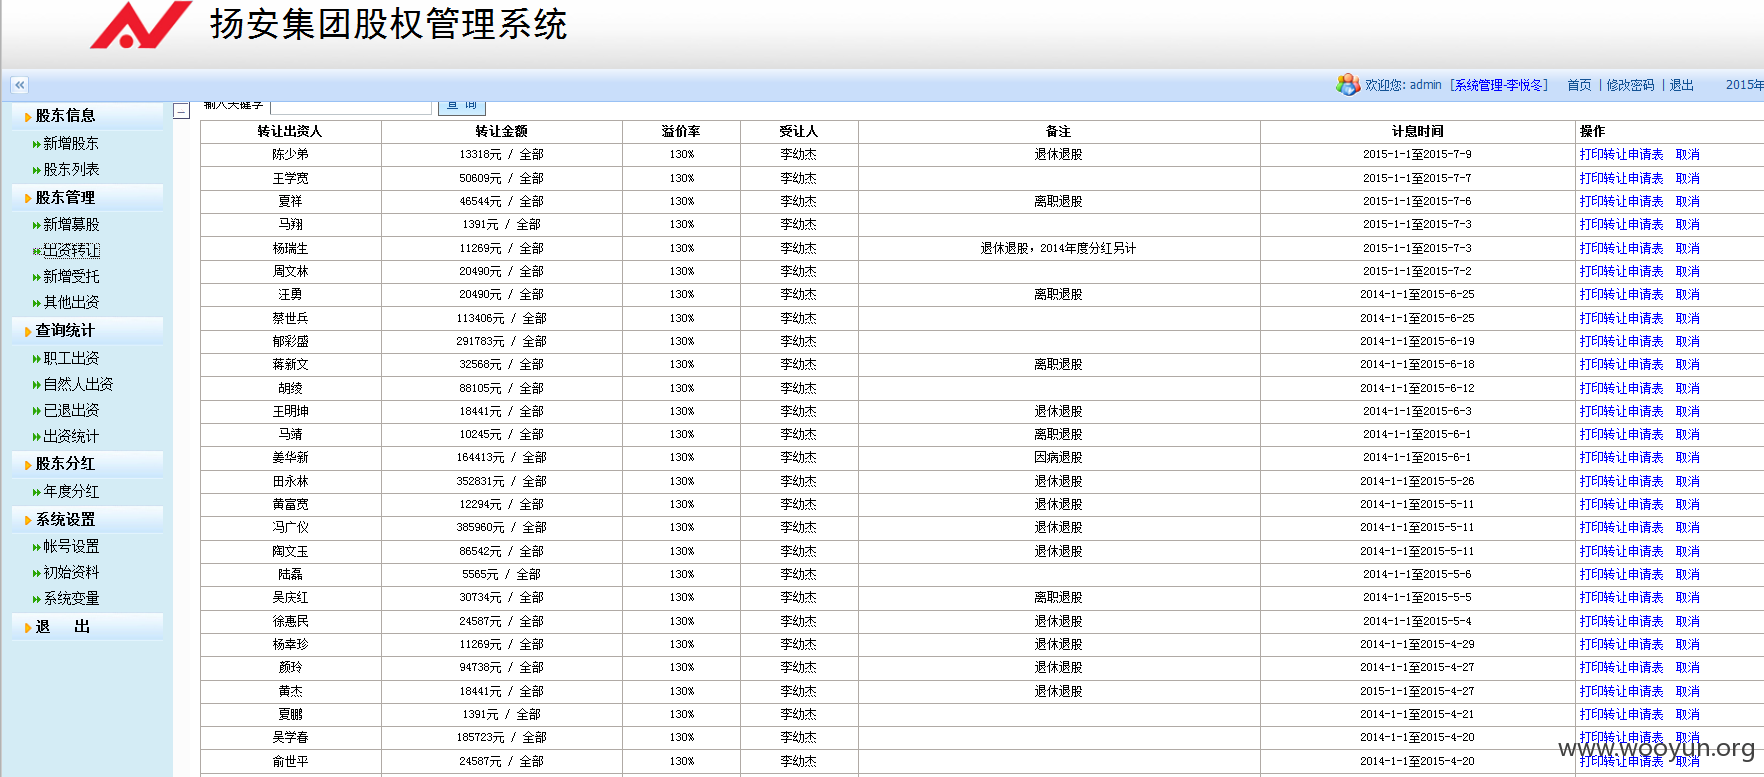 扬安集团股权管理系统
欢迎您: admin [系统管理-李悦冬] 首页 | 修改密码 | 退出 2015年
输入关键字 查 询
股东信息
新增股东
股东列表
股东管理
新增募股
出资转让
新增受托
其他出资
查询统计
职工出资
自然人出资
已退出资
出资统计
股东分红
年度分红
系统设置
帐号设置
初始资料
系统变量
退 出
转让出资人 转让金额 溢价率 受让人 备注 计息时间 操作
陈少弟 13318元 / 全部 130% 李幼杰 退休退股 2015-1-1至2015-7-9 打印转让申请表 取消
王学宽 50609元 / 全部 130% 李幼杰 2015-1-1至2015-7-7 打印转让申请表 取消
夏祥 46544元 / 全部 130% 李幼杰 离职退股 2015-1-1至2015-7-6 打印转让申请表 取消
马翔 1391元 / 全部 130% 李幼杰 2015-1-1至2015-7-3 打印转让申请表 取消
杨瑞生 11269元 / 全部 130% 李幼杰 退休退股，2014年度分红另计 2015-1-1至2015-7-3 打印转让申请表 取消
周文林 20490元 / 全部 130% 李幼杰 2015-1-1至2015-7-2 打印转让申请表 取消
汪勇 20490元 / 全部 130% 李幼杰 离职退股 2014-1-1至2015-6-25 打印转让申请表 取消
蔡世兵 113406元 / 全部 130% 李幼杰 2014-1-1至2015-6-25 打印转让申请表 取消
郁彩盛 291783元 / 全部 130% 李幼杰 2014-1-1至2015-6-19 打印转让申请表 取消
蒋新文 32568元 / 全部 130% 李幼杰 离职退股 2014-1-1至2015-6-18 打印转让申请表 取消
胡绫 88105元 / 全部 130% 李幼杰 2014-1-1至2015-6-12 打印转让申请表 取消
王明坤 18441元 / 全部 130% 李幼杰 退休退股 2014-1-1至2015-6-3 打印转让申请表 取消
马清 10245元 / 全部 130% 李幼杰 离职退股 2014-1-1至2015-6-1 打印转让申请表 取消
姜华新 164413元 / 全部 130% 李幼杰 因病退股 2014-1-1至2015-6-1 打印转让申请表 取消
田永林 352831元 / 全部 130% 李幼杰 退休退股 2014-1-1至2015-5-26 打印转让申请表 取消
黄富宽 12294元 / 全部 130% 李幼杰 退休退股 2014-1-1至2015-5-11 打印转让申请表 取消
冯广仪 385960元 / 全部 130% 李幼杰 退休退股 2014-1-1至2015-5-11 打印转让申请表 取消
陶文玉 86542元 / 全部 130% 李幼杰 退休退股 2014-1-1至2015-5-11 打印转让申请表 取消
陆磊 5565元 / 全部 130% 李幼杰 2014-1-1至2015-5-6 打印转让申请表 取消
吴庆红 30734元 / 全部 130% 李幼杰 离职退股 2014-1-1至2015-5-5 打印转让申请表 取消
徐惠民 24587元 / 全部 130% 李幼杰 退休退股 2014-1-1至2015-5-4 打印转让申请表 取消
杨幸珍 11269元 / 全部 130% 李幼杰 退休退股 2014-1-1至2015-4-29 打印转让申请表 取消
颜玲 94738元 / 全部 130% 李幼杰 退休退股 2014-1-1至2015-4-27 打印转让申请表 取消
黄杰 18441元 / 全部 130% 李幼杰 退休退股 2015-1-1至2015-4-27 打印转让申请表 取消
夏鹏 1391元 / 全部 130% 李幼杰 2014-1-1至2015-4-21 打印转让申请表 取消
吴学春 185723元 / 全部 130% 李幼杰 2014-1-1至2015-4-20 打印转让申请表 取消
俞世平 24587元 / 全部 130% 李幼杰 2014-1-1至2015-4-20 打印转让申请表 取消
www.wooyun.org